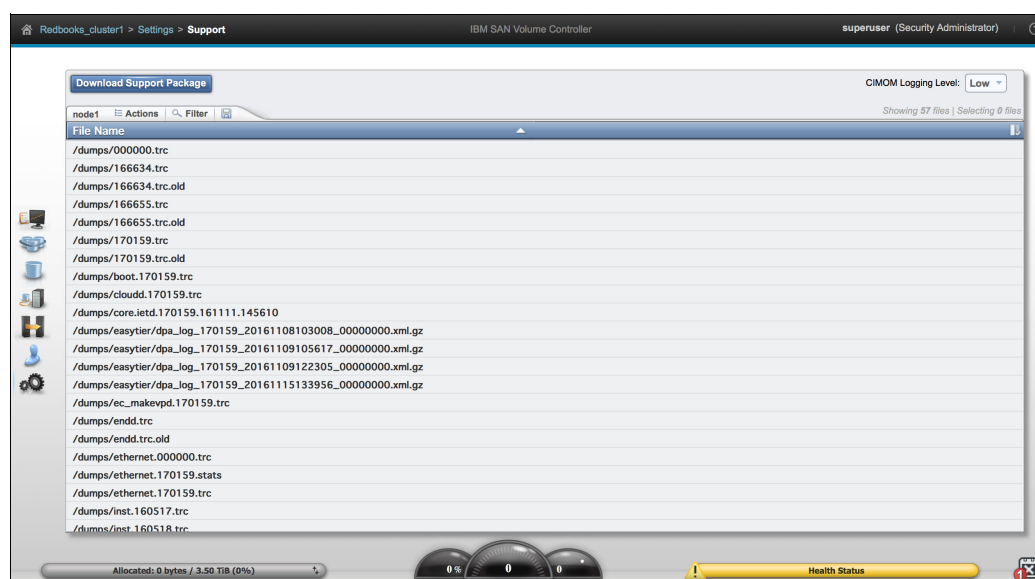 Redbooks_cluster1 > Settings > Support
IBM SAN Volume Controller
superuser (Security Administrator)
Download Support Package
CIMOM Logging Level: Low
node1 Actions Filter
Showing 57 files | Selecting 0 files
File Name
/dumps/000000.trc
/dumps/166634.trc
/dumps/166634.trc.old
/dumps/166655.trc
/dumps/166655.trc.old
/dumps/170159.trc
/dumps/170159.trc.old
/dumps/boot.170159.trc
/dumps/cloudd.170159.trc
/dumps/core.ietd.170159.161111.145610
/dumps/easytier/dpa_log_170159_20161108103008_00000000.xml.gz
/dumps/easytier/dpa_log_170159_20161109105617_00000000.xml.gz
/dumps/easytier/dpa_log_170159_20161109122305_00000000.xml.gz
/dumps/easytier/dpa_log_170159_20161115133956_00000000.xml.gz
/dumps/ec_makevpd.170159.trc
/dumps/endd.trc
/dumps/endd.trc.old
/dumps/ethernet.000000.trc
/dumps/ethernet.170159.stats
/dumps/ethernet.170159.trc
/dumps/inst.160517.trc
/dumps/inst.160518.trc
Allocated: 0 bytes / 3.50 TiB (0%)
0% 0 0
Health Status
1